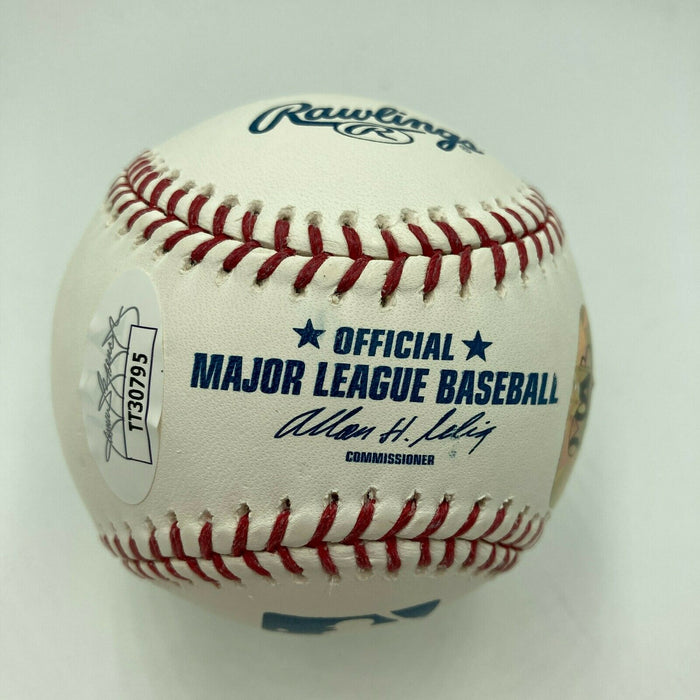 Rawlings
R
★ OFFICIAL ★
MAJOR LEAGUE BASEBALL
Allan H. Selig
COMMISSIONER
TT30795